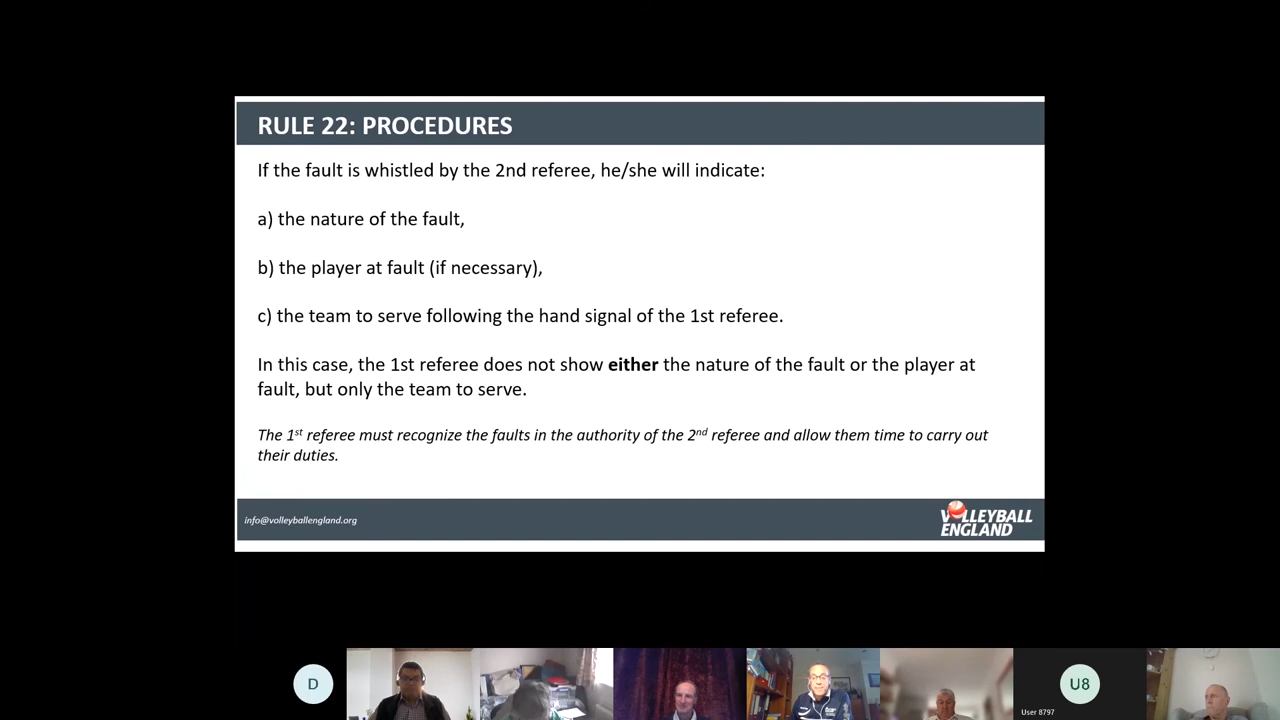 RULE 22: PROCEDURES
If the fault is whistled by the 2nd referee, he/she will indicate:
a) the nature of the fault,
b) the player at fault (if necessary),
c) the team to serve following the hand signal of the 1st referee.
In this case, the 1st referee does not show either the nature of the fault or the player at
fault, but only the team to serve.
The 1st referee must recognize the faults in the authority of the 2nd referee and allow them time to carry out
their duties.
info@volleyballengland.org
VOLLEYBALL
ENGLAND
D
U8
User 8797